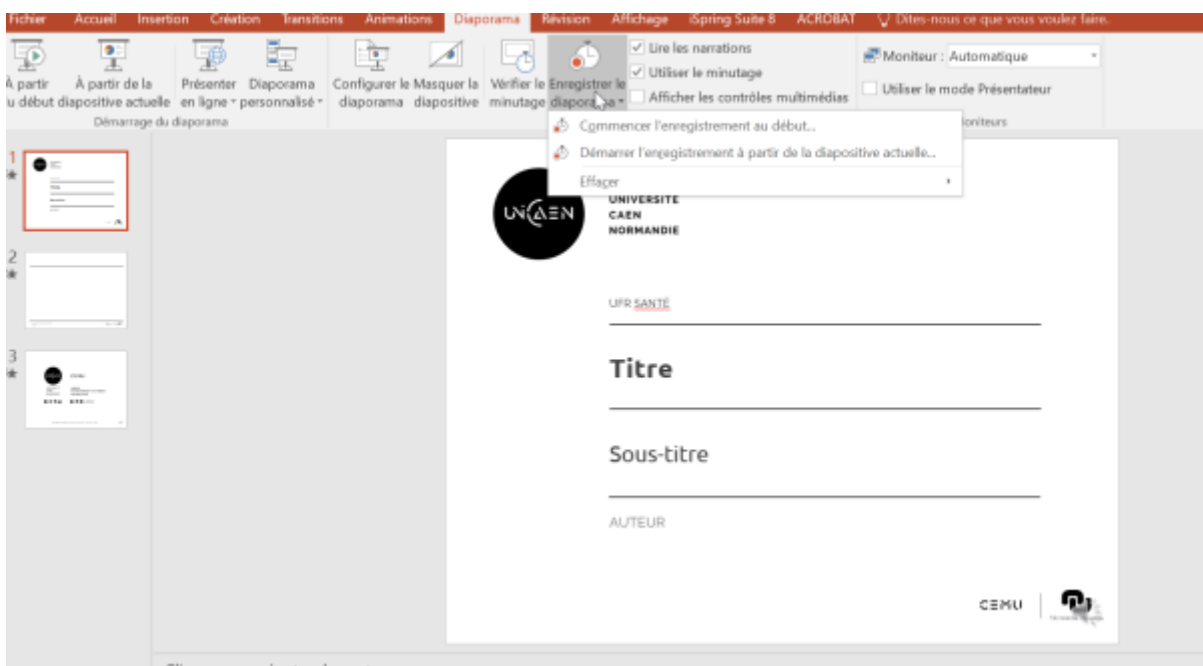 Fichier Accueil Insertion Création Transitions Animations Diaporama Révision Affichage iSpring Suite 8 ACROBAT Dites-nous ce que vous voulez faire.
À partir
du début
À partir de la
diapositive actuelle
Présenter
en ligne
Diaporama
personnalisé
Configurer le
diaporama
Masquer la
diapositive
Vérifier le
minutage
Enregistrer le
diaporama
Lire les narrations
Utiliser le minutage
Afficher les contrôles multimédias
Moniteur : Automatique
Utiliser le mode Présentateur
Démarrage du diaporama
oniteurs
Commencer l'enregistrement au début...
Démarrer l'enregistrement à partir de la diapositive actuelle...
Effacer
1
2
3
UNICAEN
UNIVERSITÉ
CAEN
NORMANDIE
UFR SANTÉ
Titre
Sous-titre
AUTEUR
CEMU